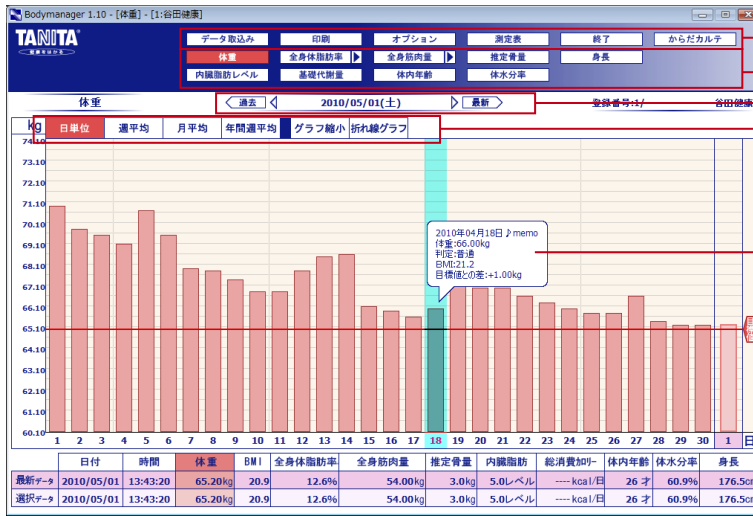 Bodymanager 1.10 - [体重] - [1:谷田健康]
TANITA
健康をはかる
データ取込み 印刷 オプション 測定表 終了 からだカルテ
体重 全身体脂肪率 全身筋肉量 推定骨量 身長
内臓脂肪レベル 基礎代謝量 体内年齢 体水分率
体重 過去 2010/05/01(土) 最新 登録番号:1/ 谷田健康
kg 日単位 週平均 月平均 年間週平均 グラフ縮小 折れ線グラフ
74.10
73.10
72.10
71.10
70.10
69.10
68.10
67.10
66.10
65.10
64.10
63.10
62.10
61.10
60.10
2010年04月18日♪memo
体重:66.00kg
判定:普通
BMI:21.2
目標値との差:+1.00kg
1 2 3 4 5 6 7 8 9 10 11 12 13 14 15 16 17 18 19 20 21 22 23 24 25 26 27 28 29 30 1 日
日付 時間 体重 BMI 全身体脂肪率 全身筋肉量 推定骨量 内臓脂肪 総消費カロリー 体内年齢 体水分率 身長
最新データ 2010/05/01 13:43:20 65.20kg 20.9 12.6% 54.00kg 3.0kg 5.0レベル ----kcal/日 26才 60.9% 176.5cm
選択データ 2010/05/01 13:43:20 65.20kg 20.9 12.6% 54.00kg 3.0kg 5.0レベル ----kcal/日 26才 60.9% 176.5cm